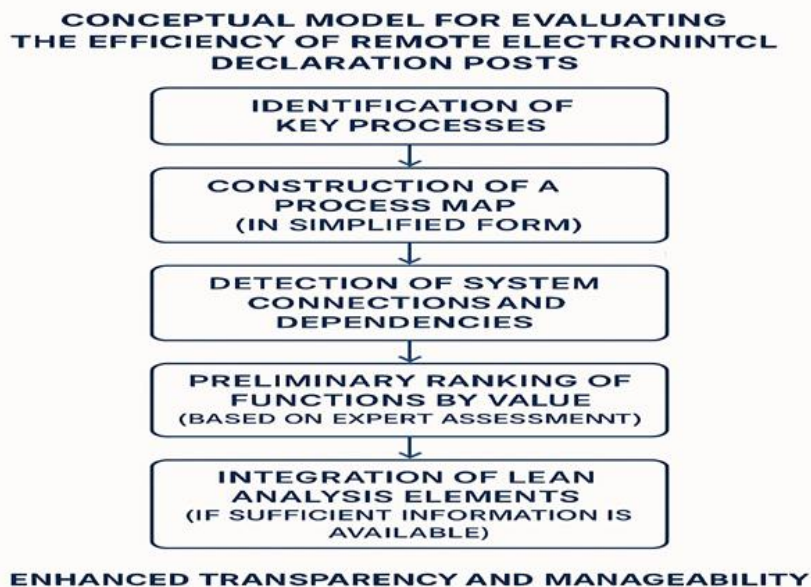 CONCEPTUAL MODEL FOR EVALUATING
THE EFFICIENCY OF REMOTE ELECTRONINTCL
DECLARATION POSTS
IDENTIFICATION OF
KEY PROCESSES
CONSTRUCTION OF A
PROCESS MAP
(IN SIMPLIFIED FORM)
DETECTION OF SYSTEM
CONNECTIONS AND
DEPENDENCIES
PRELIMINARY RANKING OF
FUNCTIONS BY VALUE
(BASED ON EXPERT ASSESSMENNT)
INTEGRATION OF LEAN
ANALYSIS ELEMENTS
(IF SUFFICIENT INFORMATION IS
AVAILABLE)
ENHANCED TRANSPARENCY AND MANAGEABILITY